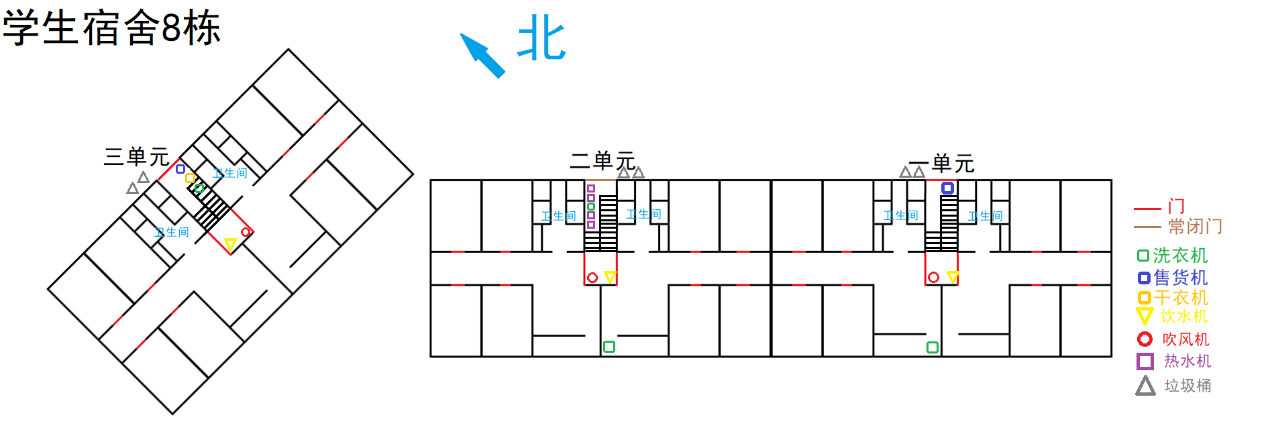 学生宿舍8栋
北
三单元
二单元
一单元
卫生间
卫生间
卫生间
卫生间
卫生间
卫生间
门
常闭门
洗衣机
售货机
干衣机
饮水机
吹风机
热水机
垃圾桶